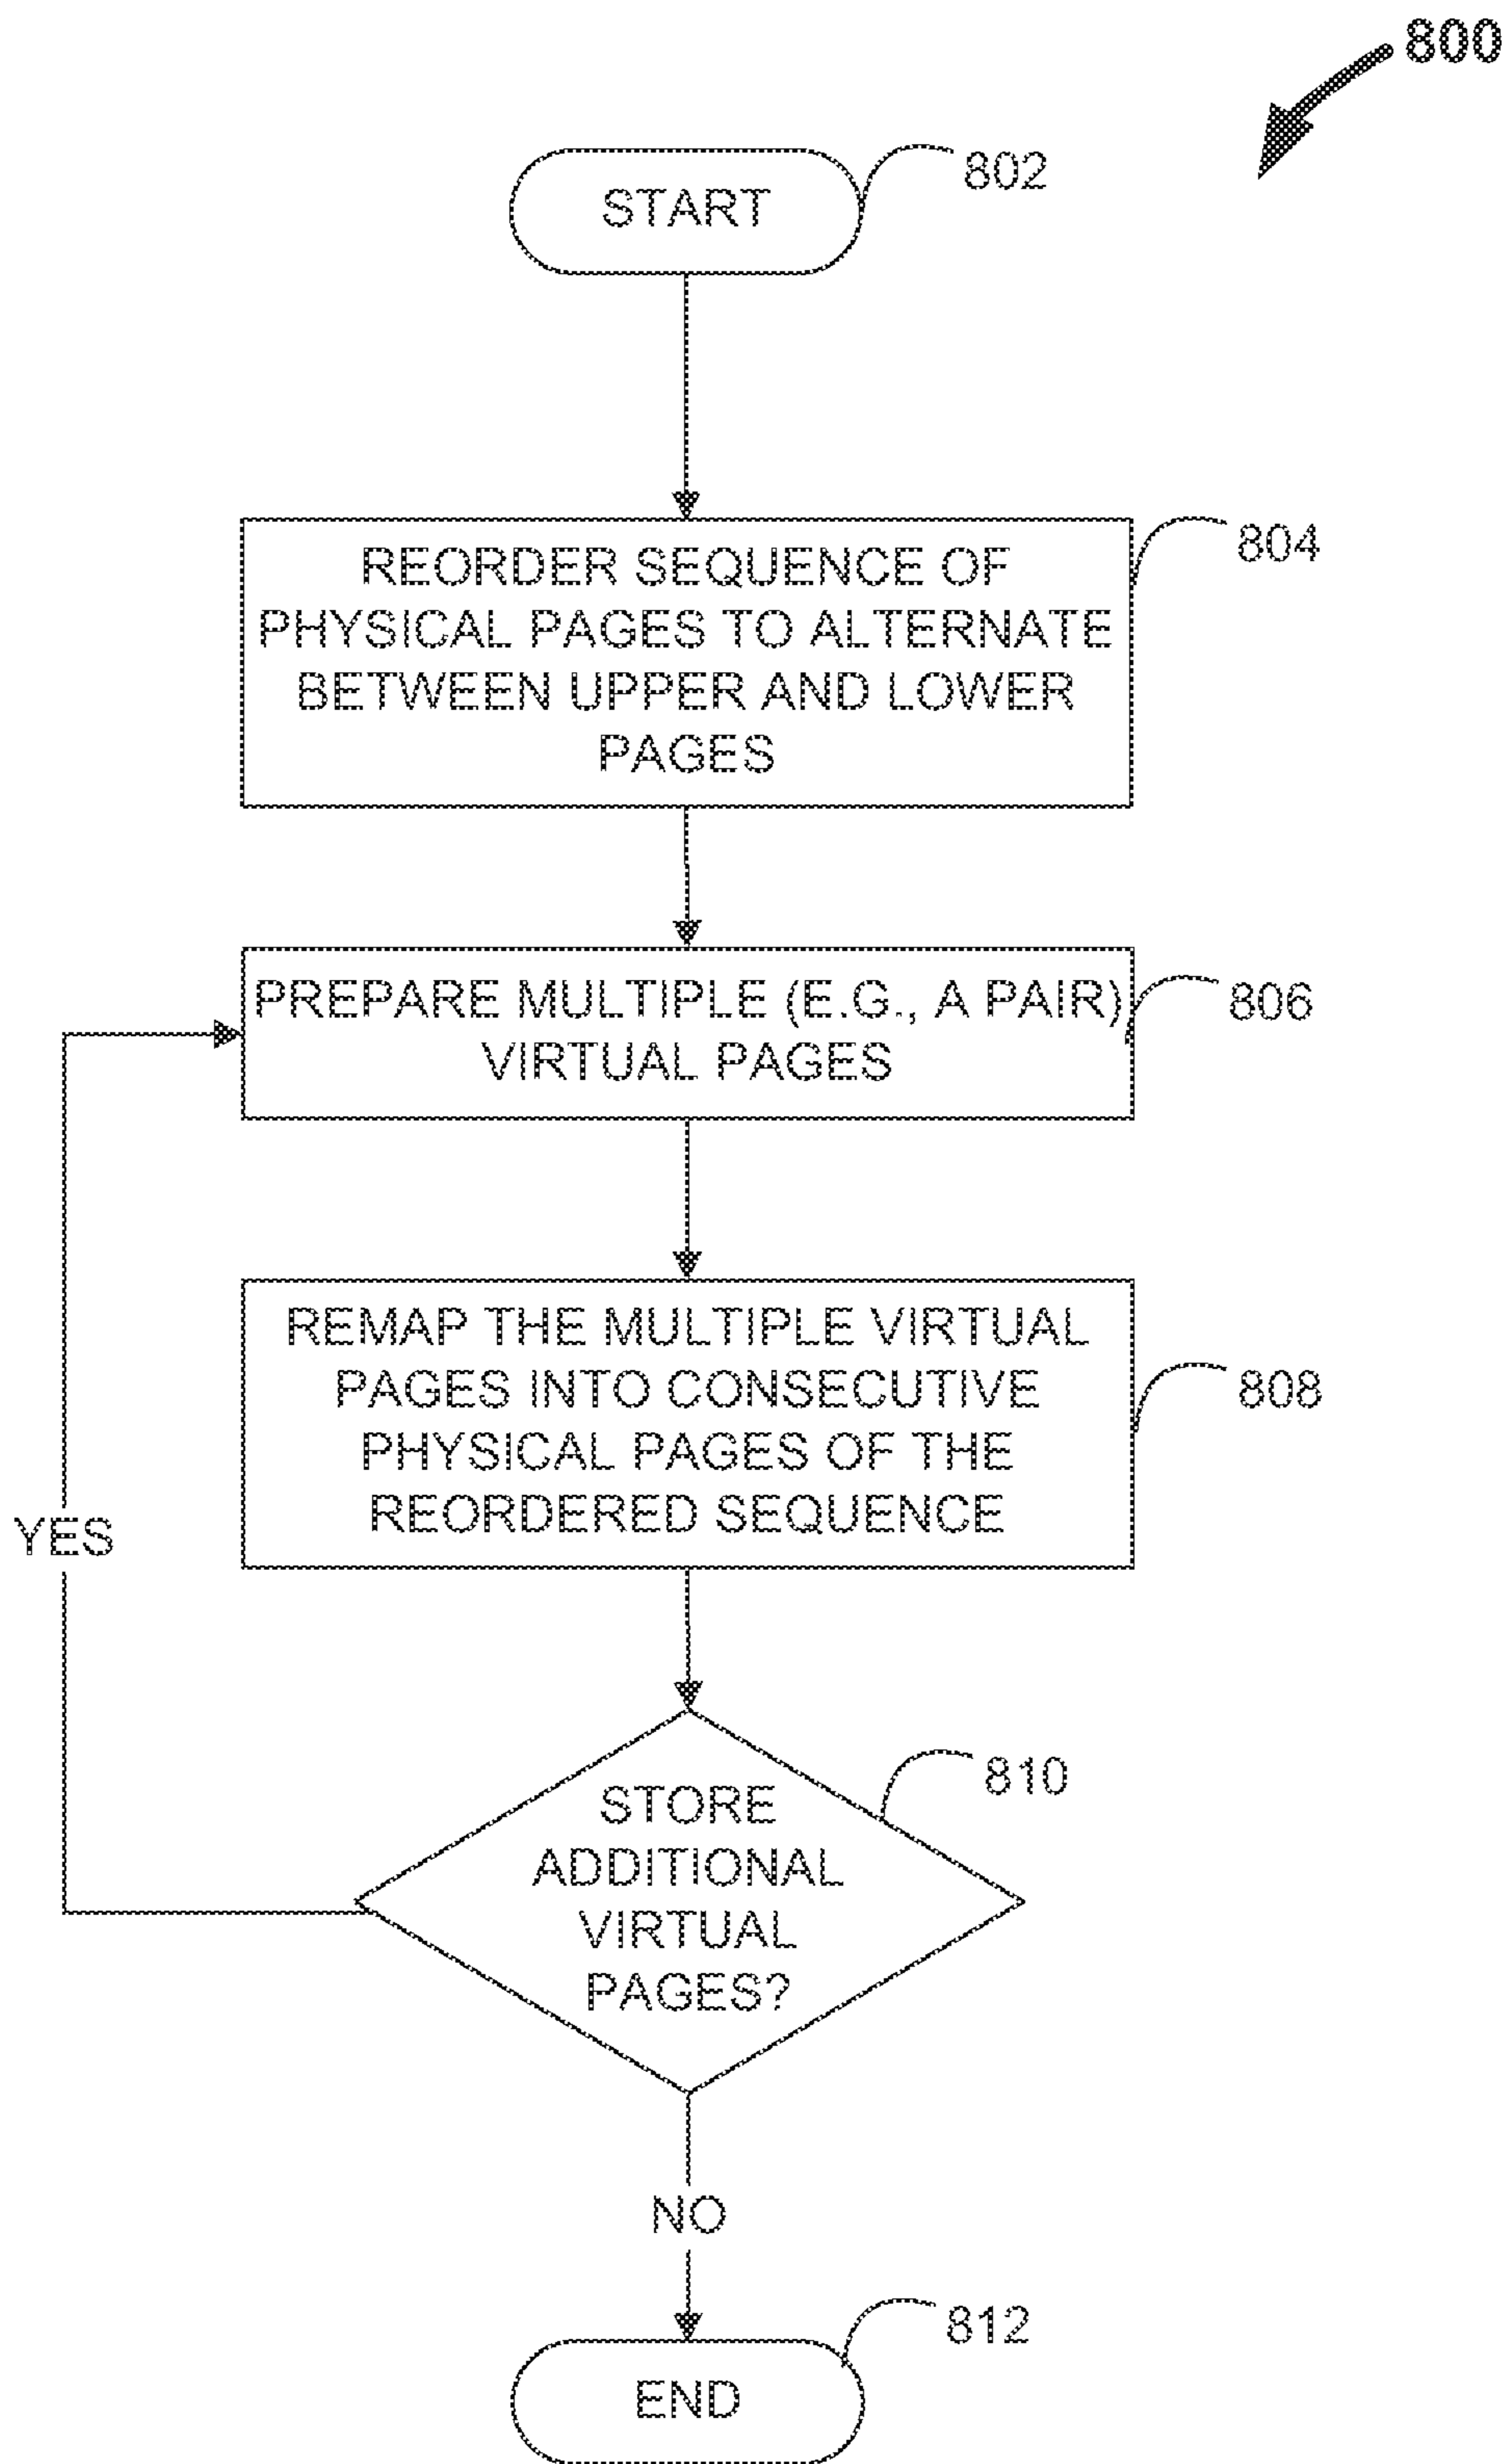 800
START
802
REORDER SEQUENCE OF
PHYSICAL PAGES TO ALTERNATE
BETWEEN UPPER AND LOWER
PAGES
804
PREPARE MULTIPLE (E.G., A PAIR)
VIRTUAL PAGES
806
REMAP THE MULTIPLE VIRTUAL
PAGES INTO CONSECUTIVE
PHYSICAL PAGES OF THE
REORDERED SEQUENCE
808
YES
STORE
ADDITIONAL
VIRTUAL
PAGES?
810
NO
END
812